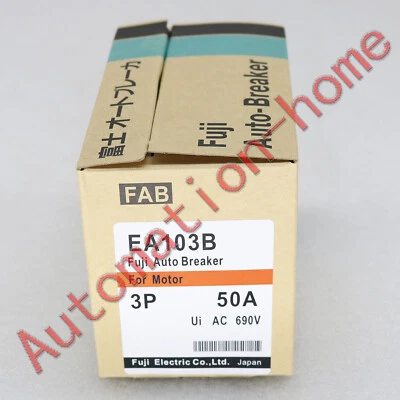 富士オートブレーカ
Fuji
Auto-Breaker
FAB
EA103B
Fuji Auto Breaker
For Motor
3P 50A
Ui AC 690V
Fuji Electric Co.,Ltd. Japan
Automation-home